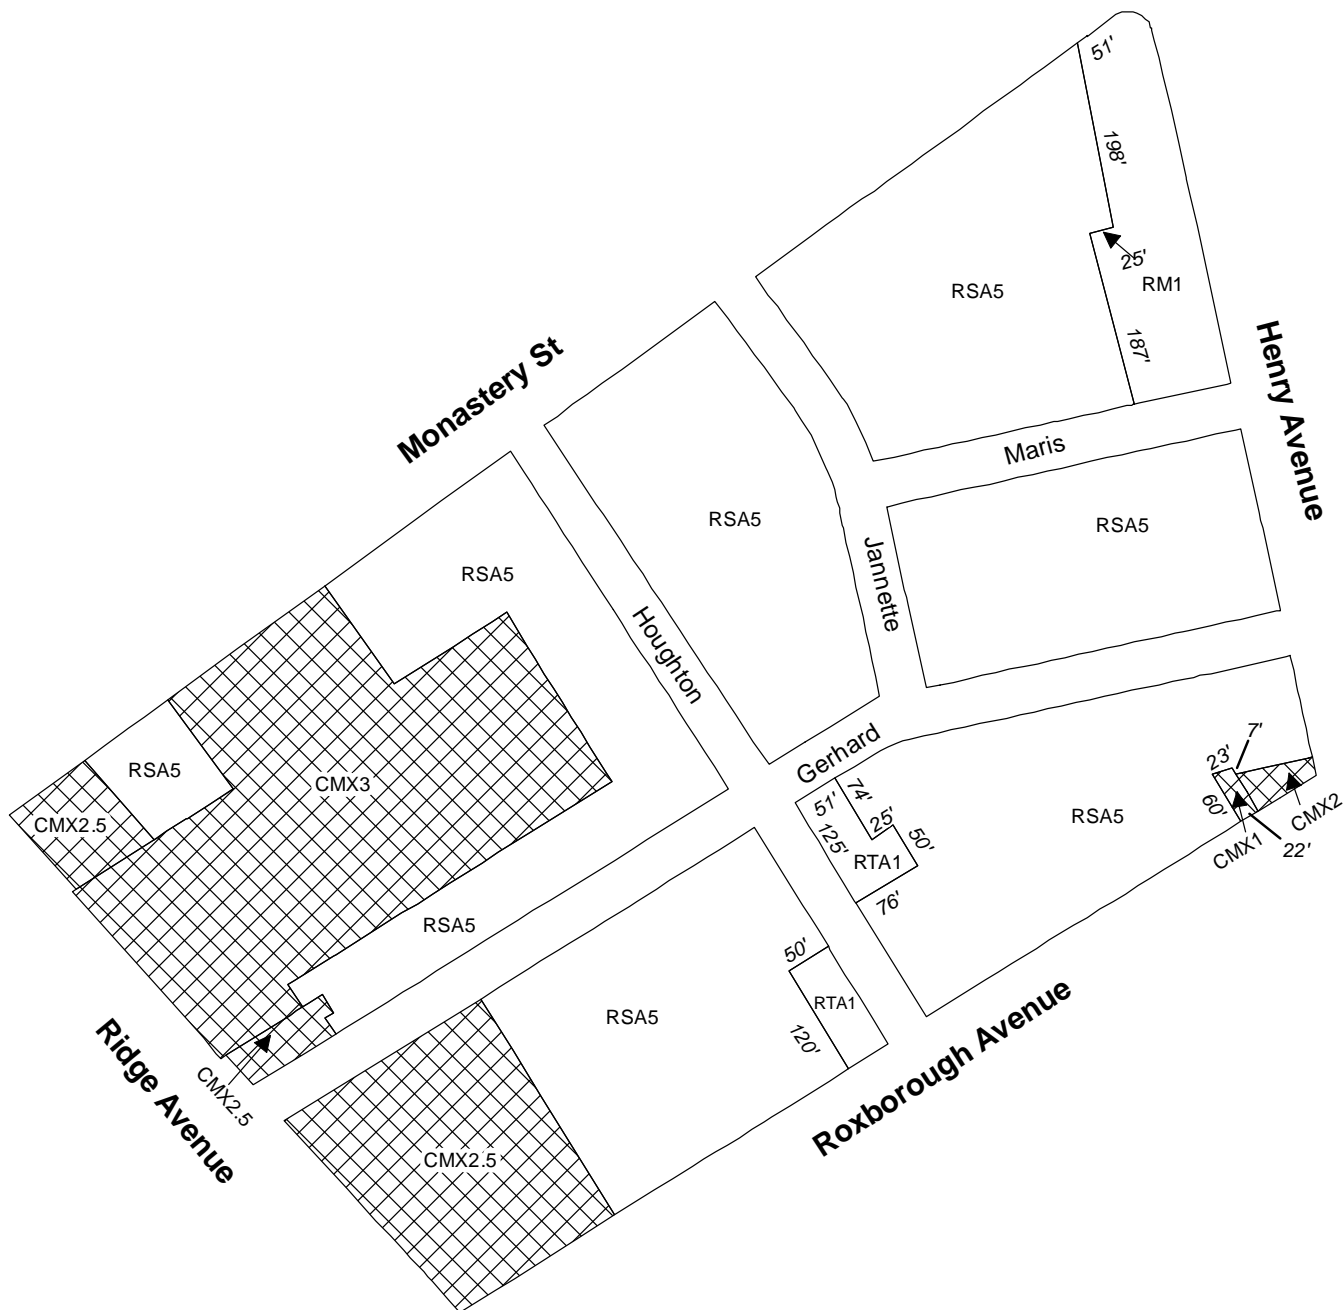 51'
198'
25'
RSA5
RM1
187'
Henry Avenue
Monastery St
Maris
RSA5
RSA5
Jannette
RSA5
Houghton
Gerhard
7'
23'
RSA5
CMX3
51'
74'
25'
60'
CMX2
RSA5
CMX2.5
125'
50'
RTA1
CMX1
22'
76'
RSA5
50'
RTA1
RSA5
120'
Roxborough Avenue
Ridge Avenue
CMX2.5
CMX2.5